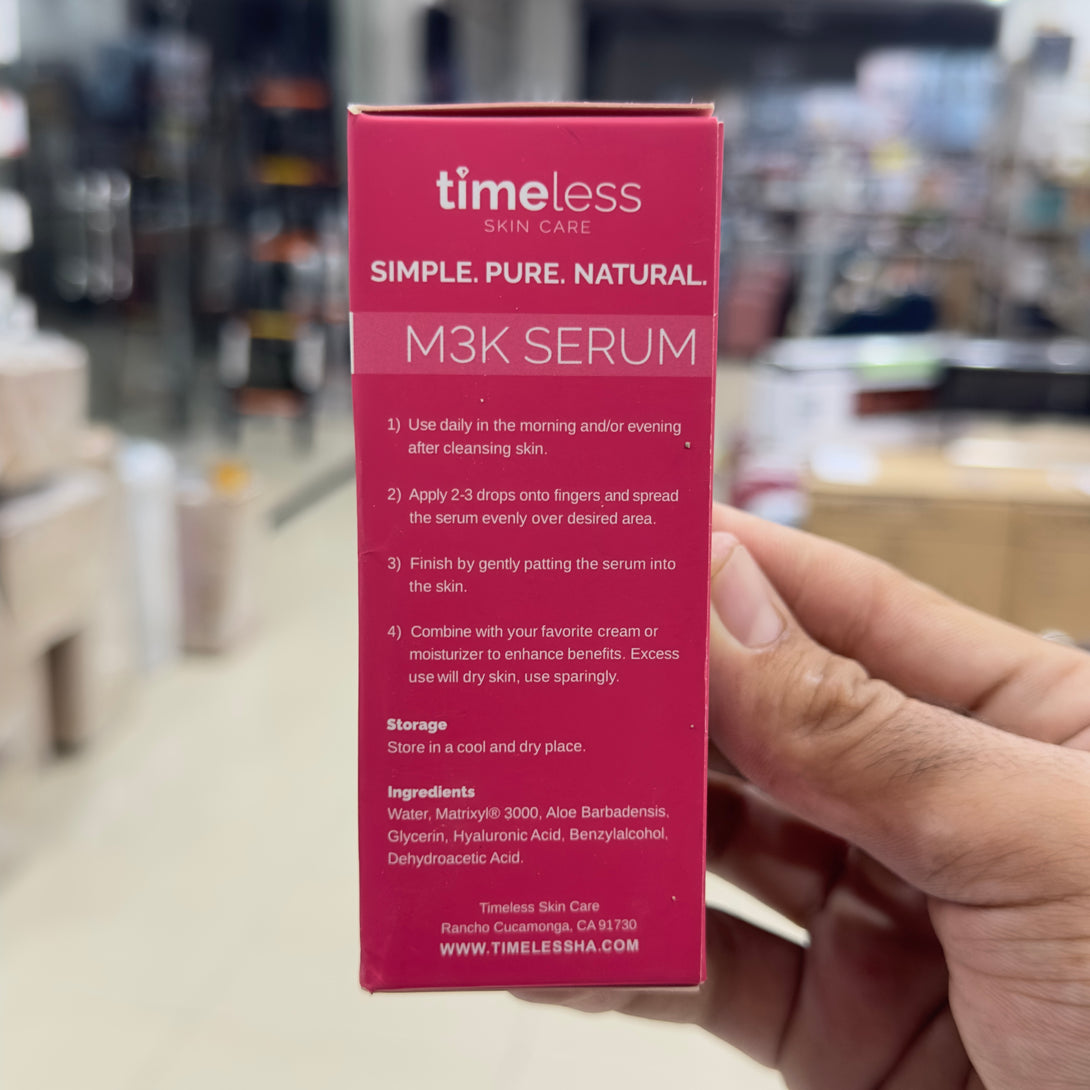 timeless
SKIN CARE
SIMPLE. PURE. NATURAL.
M3K SERUM
1) Use daily in the morning and/or evening
after cleansing skin.
2) Apply 2-3 drops onto fingers and spread
the serum evenly over desired area.
3) Finish by gently patting the serum into
the skin.
4) Combine with your favorite cream or
moisturizer to enhance benefits. Excess
use will dry skin, use sparingly.
Storage
Store in a cool and dry place.
Ingredients
Water, Matrixyl® 3000, Aloe Barbadensis,
Glycerin, Hyaluronic Acid, Benzylalcohol,
Dehydroacetic Acid.
Timeless Skin Care
Rancho Cucamonga, CA 91730
WWW.TIMELESSHA.COM